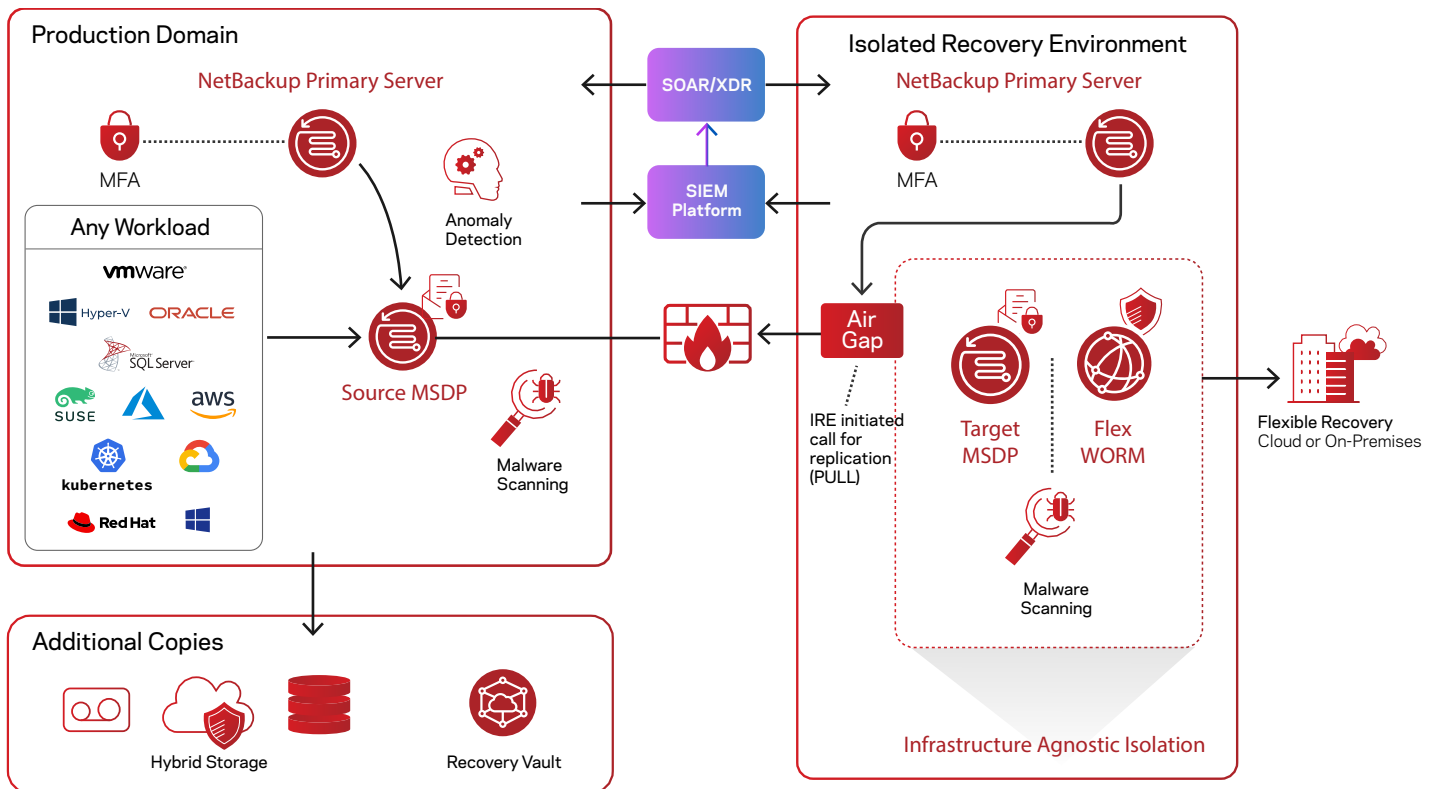 Production Domain
NetBackup Primary Server
MFA
Anomaly
Detection
Any Workload
vmware®
Hyper-V
ORACLE
Microsoft
SQL Server
SUSE
aws
kubernetes
Red Hat
Source MSDP
Malware
Scanning
SOAR/XDR
SIEM
Platform
Isolated Recovery Environment
NetBackup Primary Server
MFA
Air
Gap
IRE initiated
call for
replication
(PULL)
Target
MSDP
Flex
WORM
Malware
Scanning
Infrastructure Agnostic Isolation
Flexible Recovery
Cloud or On-Premises
Additional Copies
Hybrid Storage
Recovery Vault